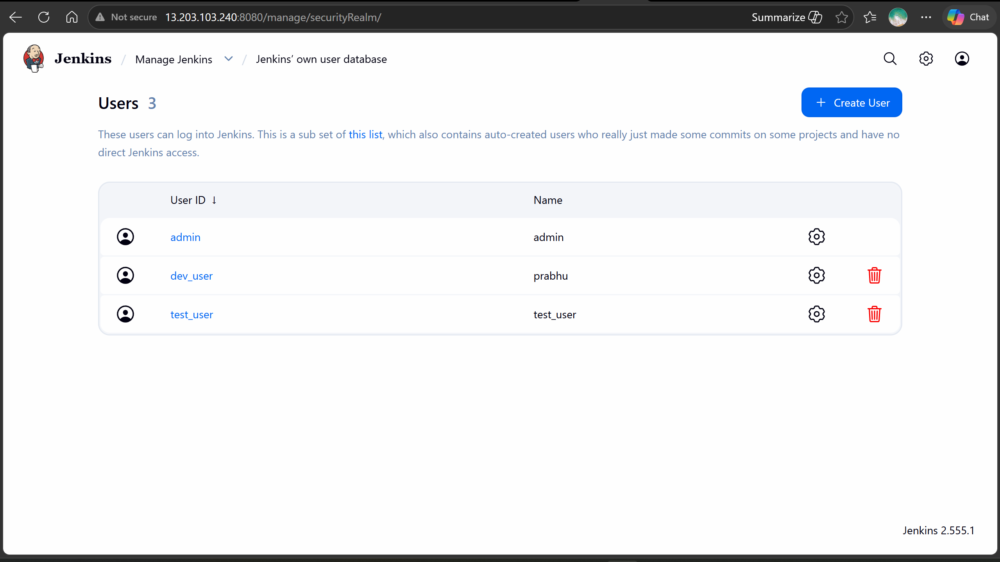 Not secure 13.203.103.240:8080/manage/securityRealm/ Summarize Chat
Jenkins / Manage Jenkins / Jenkins’ own user database
Users 3
+ Create User
These users can log into Jenkins. This is a sub set of this list, which also contains auto-created users who really just made some commits on some projects and have no
direct Jenkins access.
User ID ↓ Name
admin admin
dev_user prabhu
test_user test_user
Jenkins 2.555.1